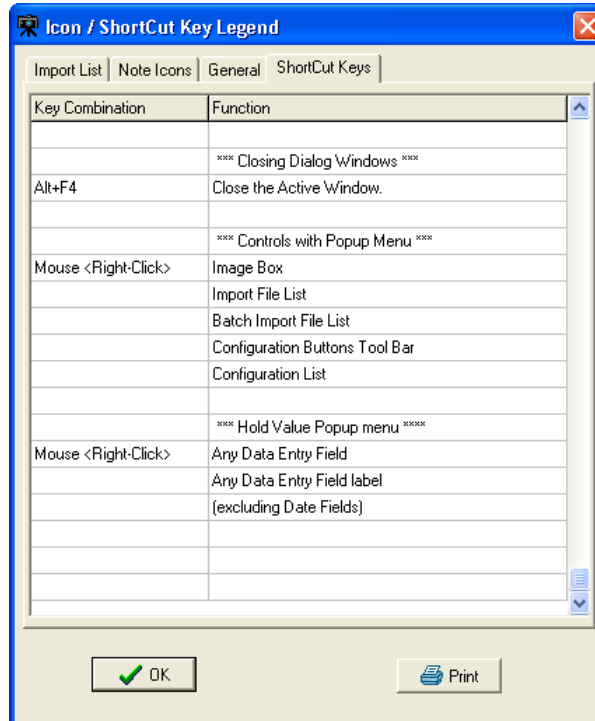 Icon / ShortCut Key Legend
Import List Note Icons General ShortCut Keys
Key Combination Function
*** Closing Dialog Windows ***
Alt+F4 Close the Active Window.
*** Controls with Popup Menu ***
Mouse <Right-Click> Image Box
Import File List
Batch Import File List
Configuration Buttons Tool Bar
Configuration List
*** Hold Value Popup menu ****
Mouse <Right-Click> Any Data Entry Field
Any Data Entry Field label
(excluding Date Fields)
OK Print